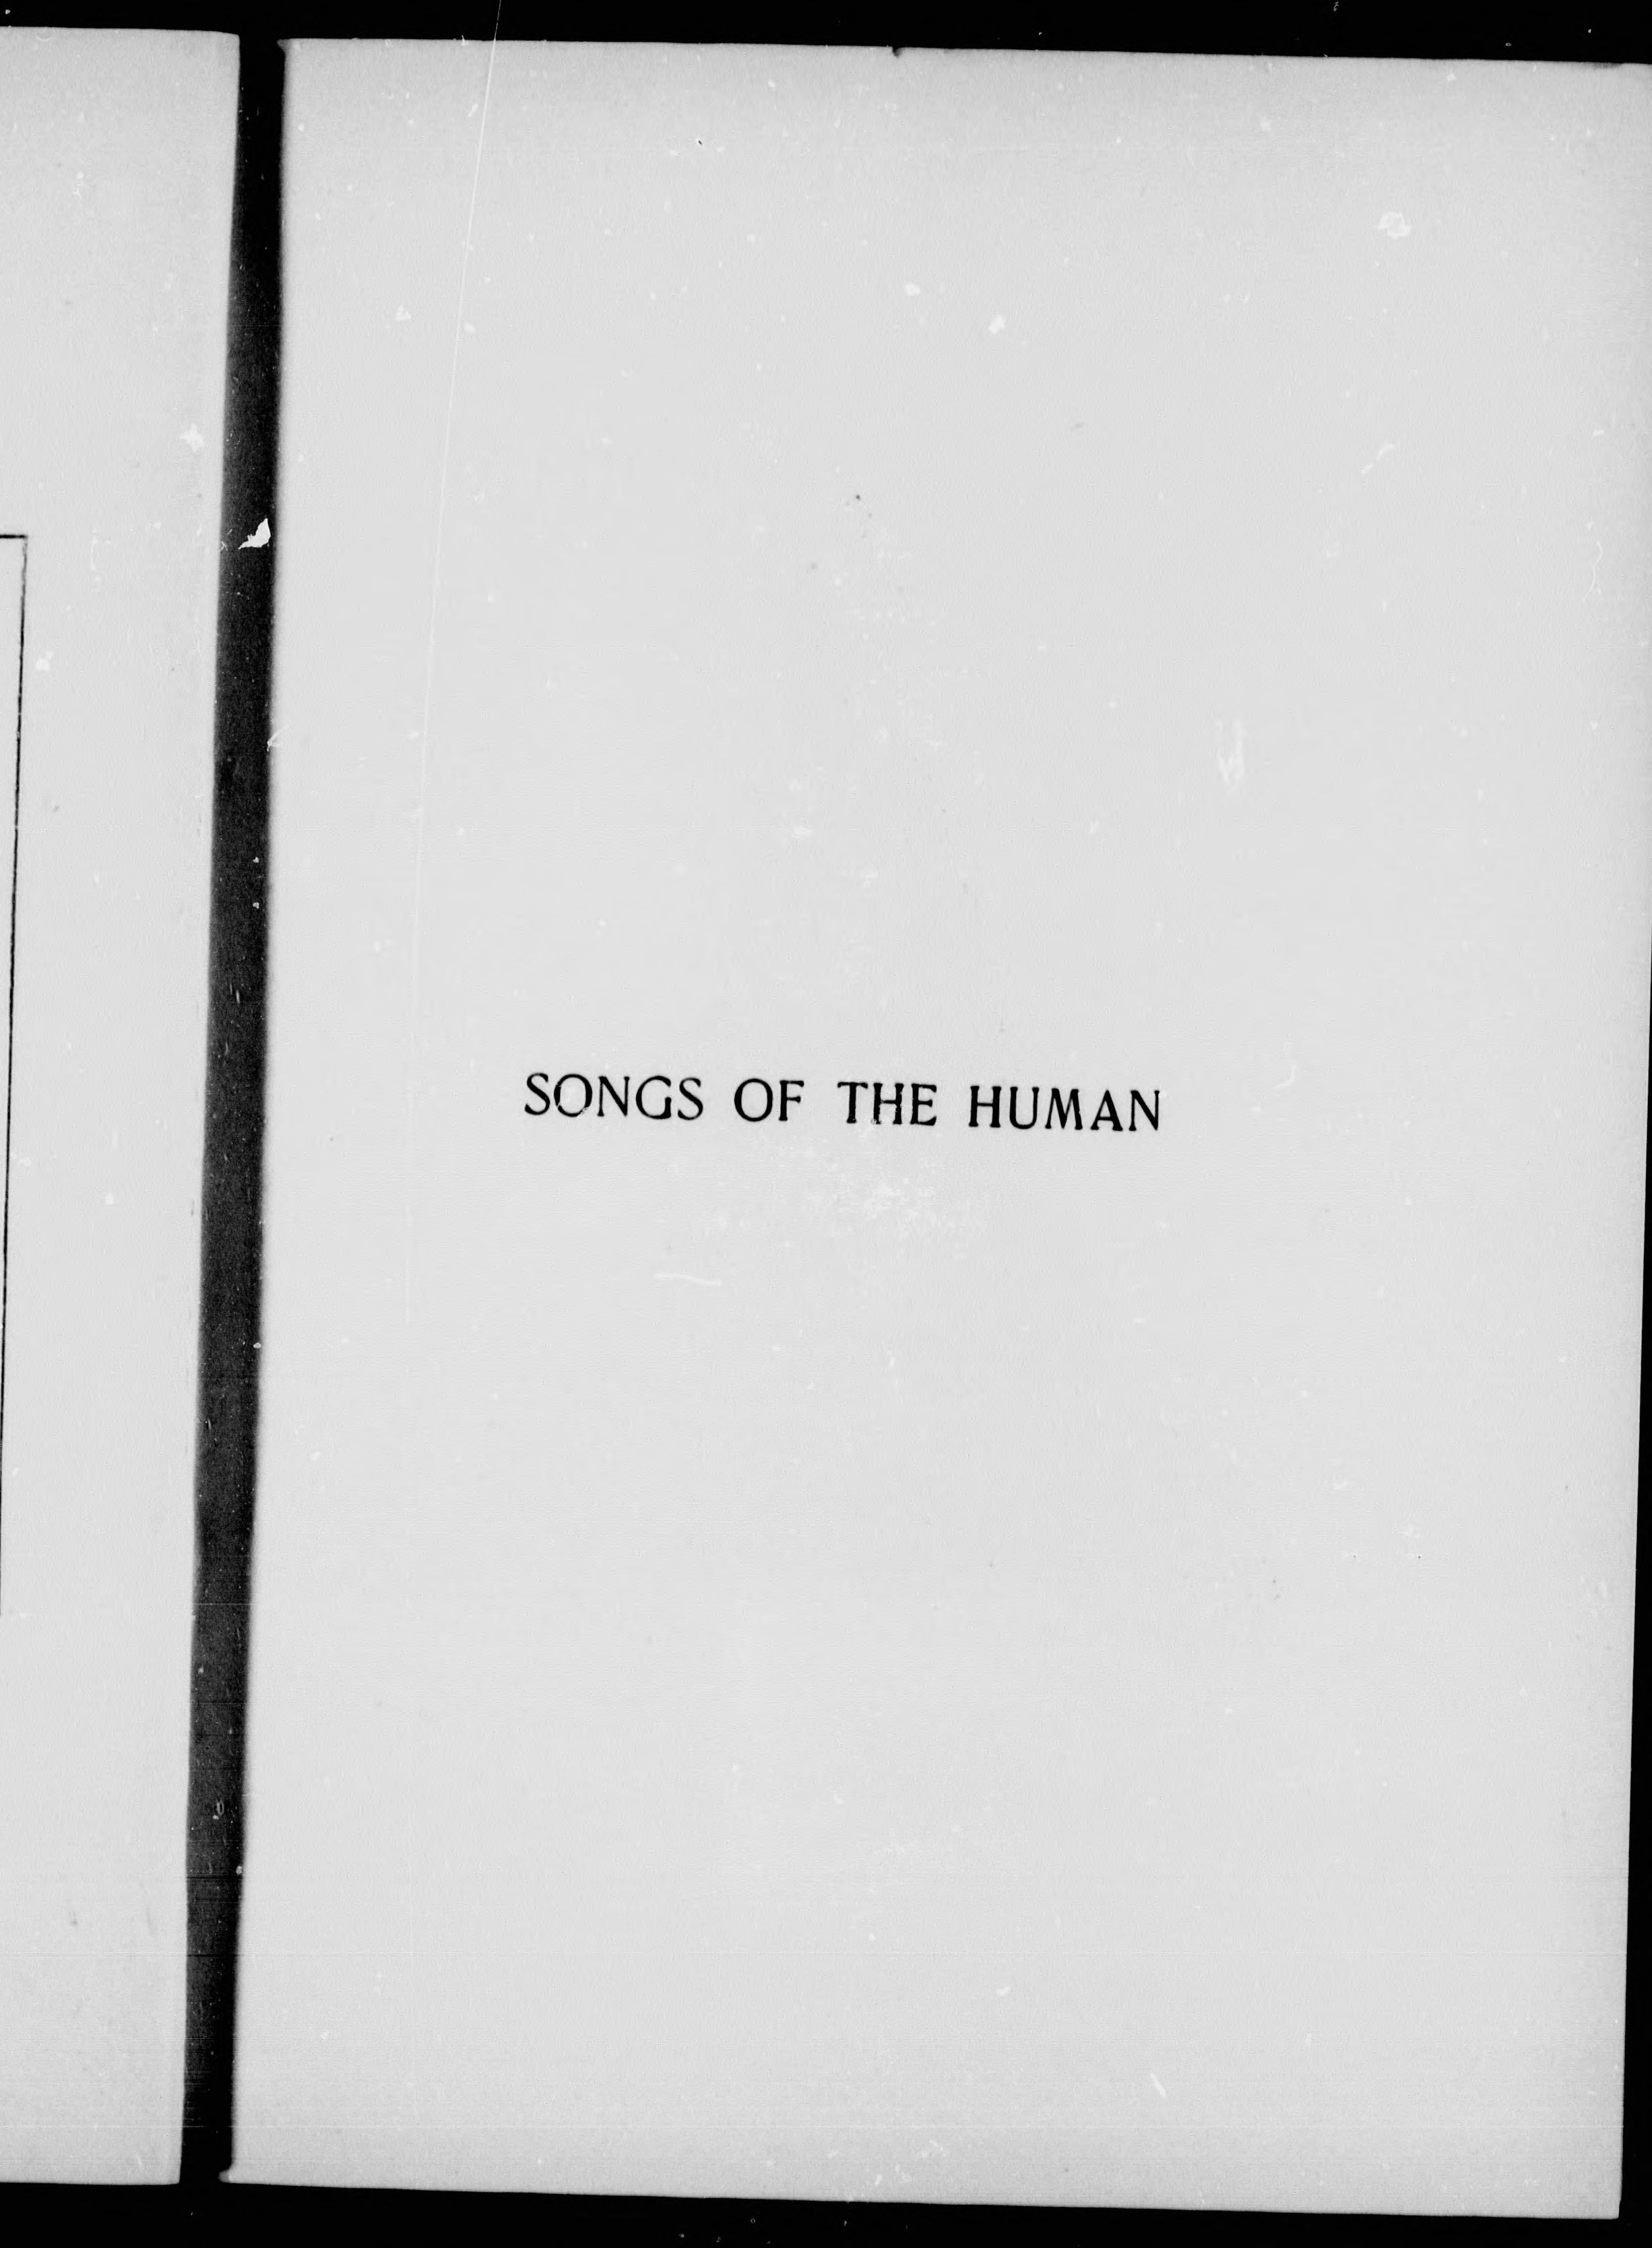 SONGS OF THE HUMAN